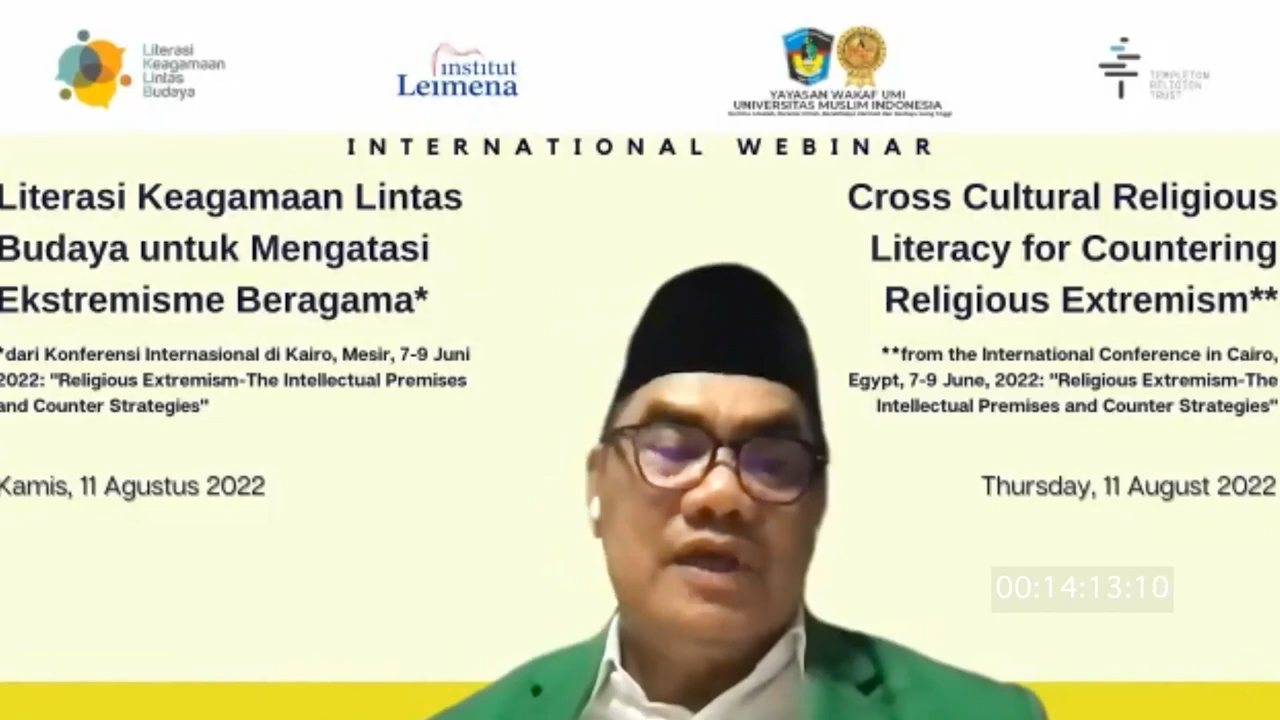 Literasi
Keagamaan
Lintas
Budaya
institut
Leimena
YAYASAN WAKAF UMI
UNIVERSITAS MUSLIM INDONESIA
TEMPLETON
RELIGION
TRUST
INTERNATIONAL WEBINAR
Literasi Keagamaan Lintas
Budaya untuk Mengatasi
Ekstremisme Beragama*
*dari Konferensi Internasional di Kairo, Mesir, 7-9 Juni
2022: "Religious Extremism-The Intellectual Premises
and Counter Strategies"
Kamis, 11 Agustus 2022
Cross Cultural Religious
Literacy for Countering
Religious Extremism**
**from the International Conference in Cairo,
Egypt, 7-9 June, 2022: "Religious Extremism-The
Intellectual Premises and Counter Strategies"
Thursday, 11 August 2022
00:14:13:10